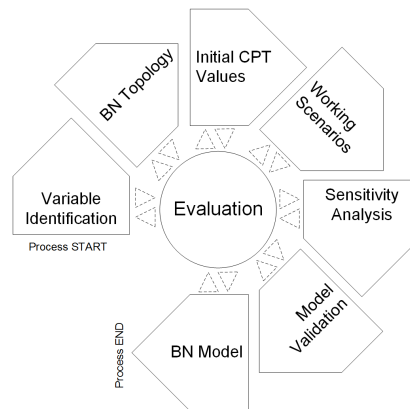 Variable
Identification
Process START
BN Topology
Initial CPT
Values
Working
Scenarios
Sensitivity
Analysis
Model
Validation
BN Model
Process END
Evaluation